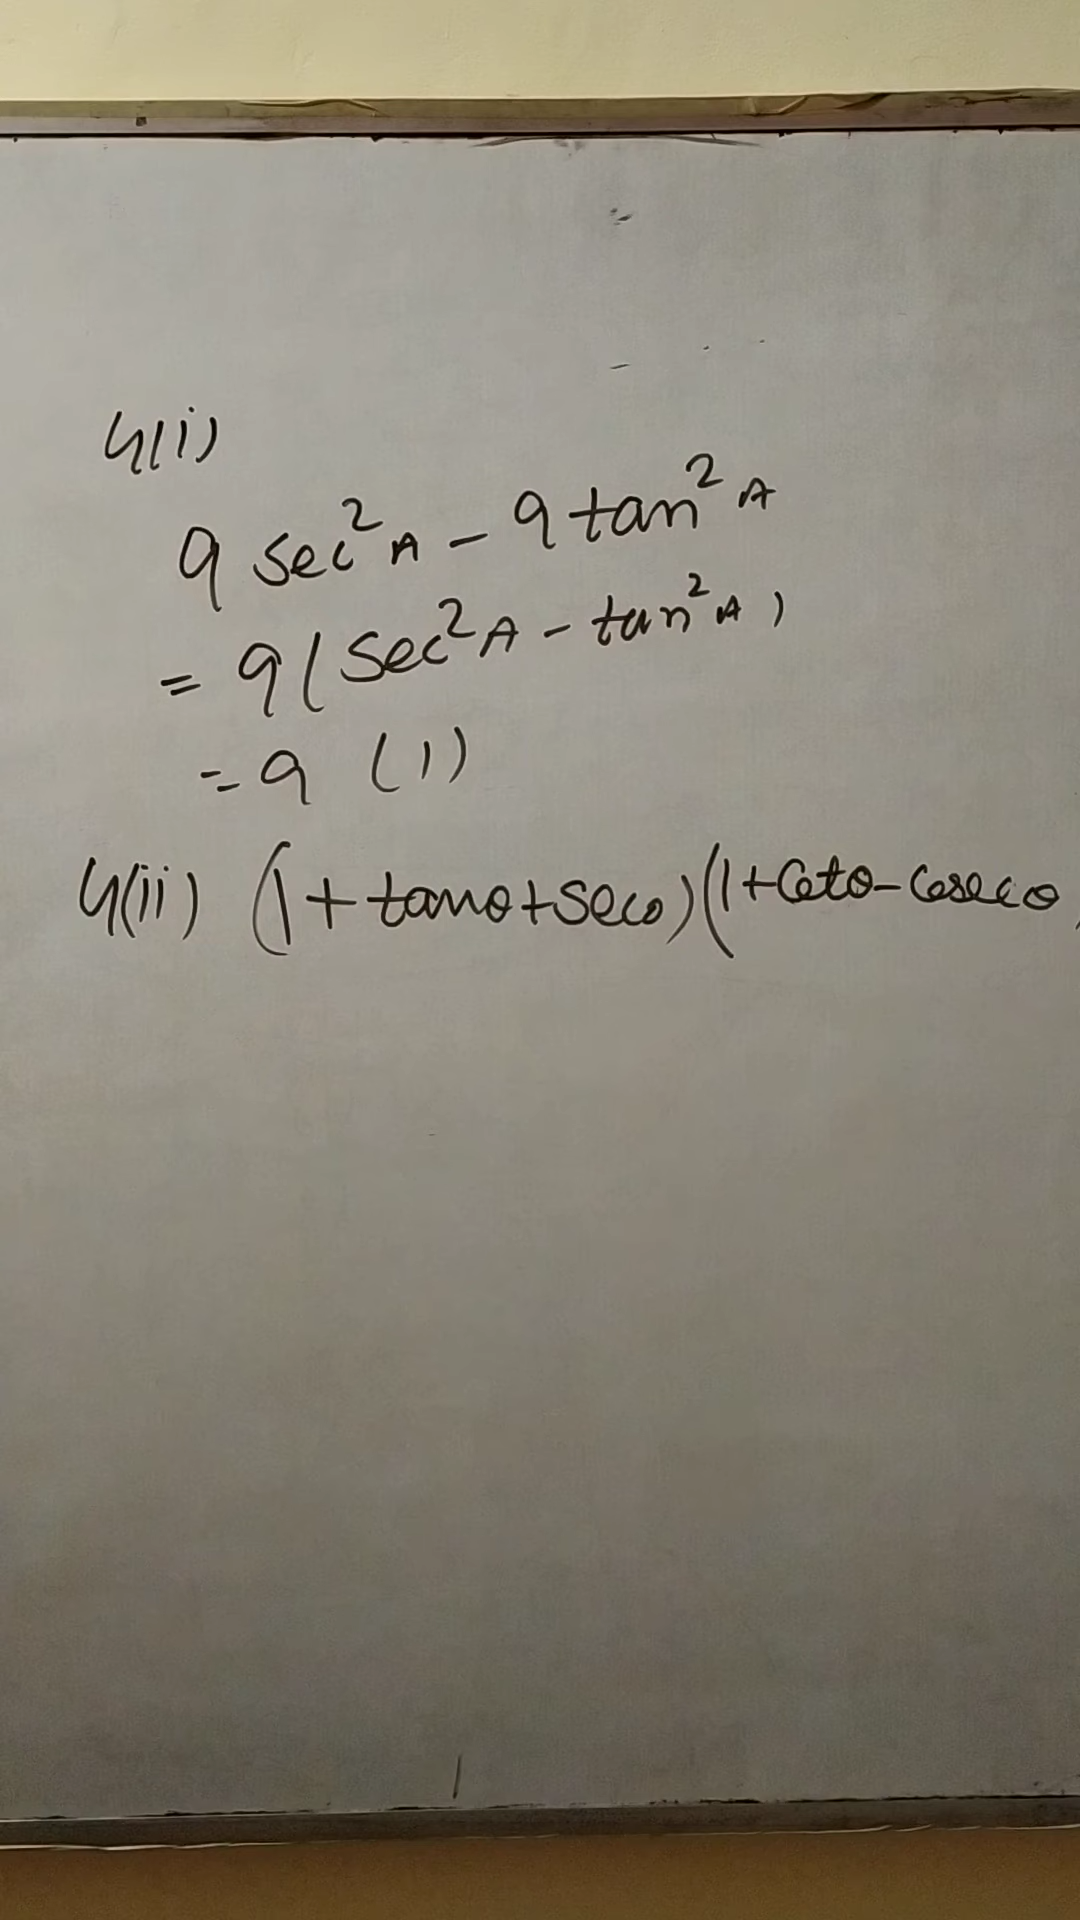 4(i)
9 sec²A - 9 tan²A
= 9(sec²A - tan²A)
= 9 (1)
4(ii) (1+tanθ+secθ)(1+Cotθ-Cosecθ)